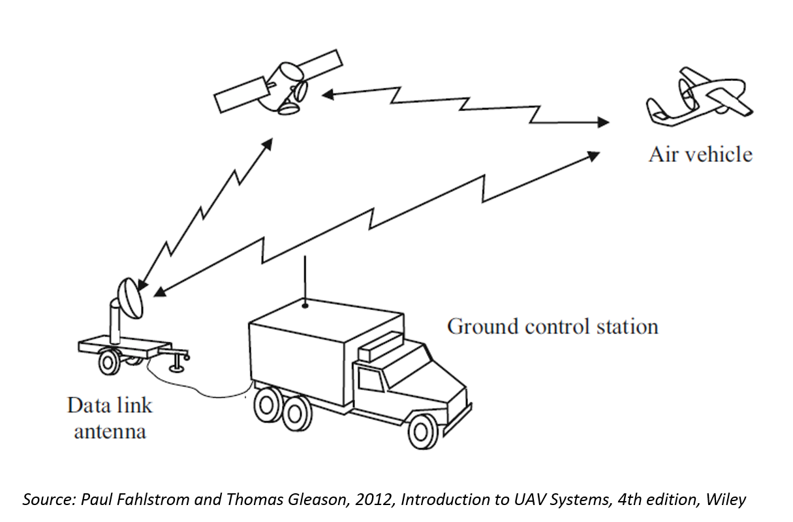 Air vehicle
Ground control station
Data link
antenna
Source: Paul Fahlstrom and Thomas Gleason, 2012, Introduction to UAV Systems, 4th edition, Wiley